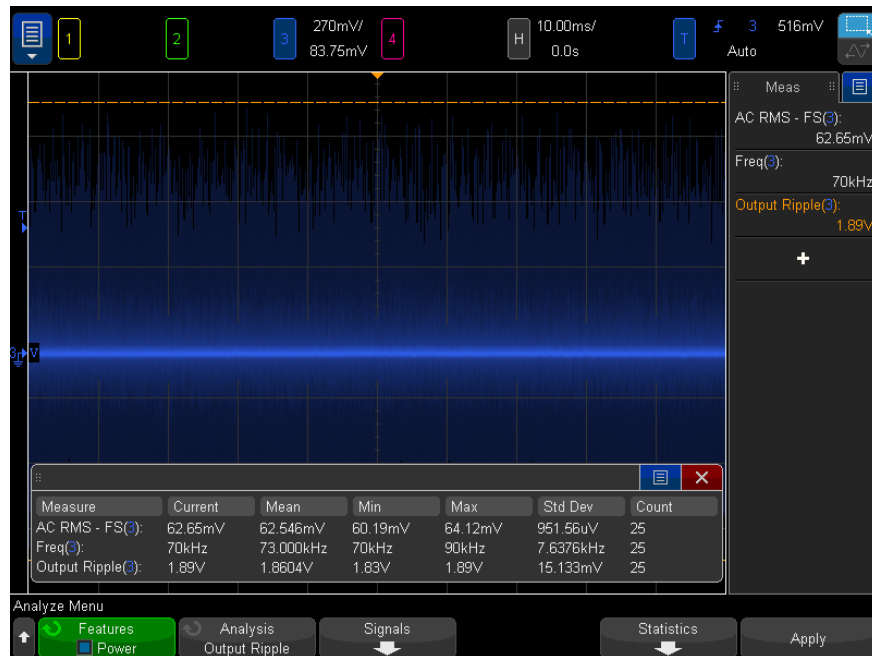 1 2 3 270mV/ 83.75mV 4 H 10.00ms/ 0.0s T 3 516mV Auto
Meas
AC RMS - FS(3):
62.65mV
Freq(3):
70kHz
Output Ripple(3):
1.89V
+
T
3 V
Measure Current Mean Min Max Std Dev Count
AC RMS - FS(3): 62.65mV 62.546mV 60.19mV 64.12mV 951.56uV 25
Freq(3): 70kHz 73.000kHz 70kHz 90kHz 7.6376kHz 25
Output Ripple(3): 1.89V 1.8604V 1.83V 1.89V 15.133mV 25
Analyze Menu
Features Analysis Signals Statistics Apply
Power Output Ripple